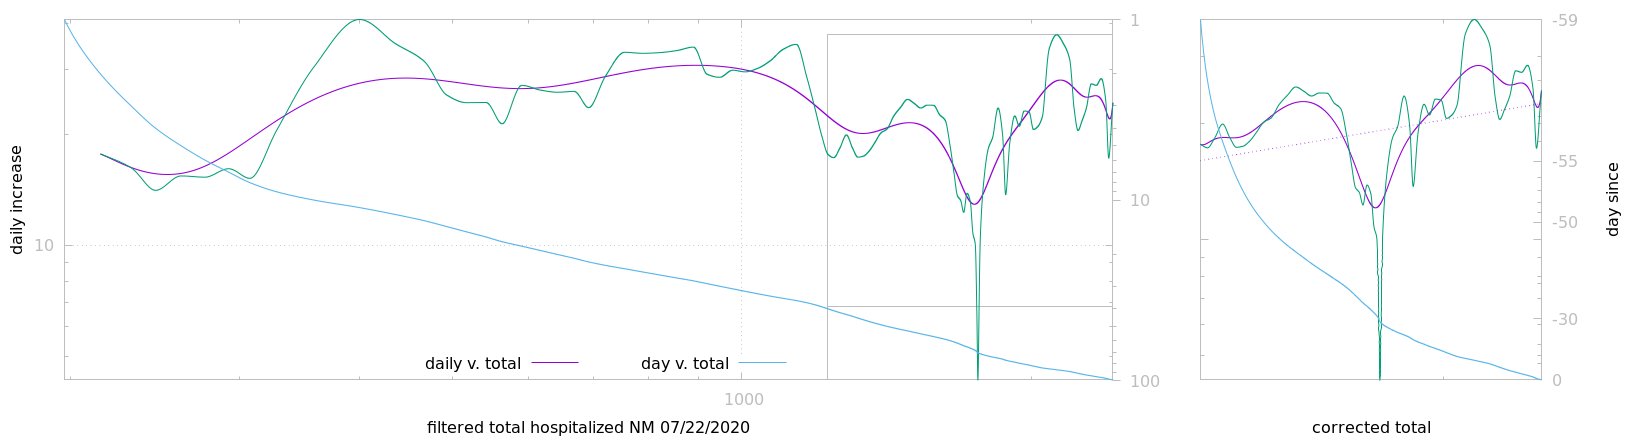 daily increase
10
1
10
100
1000
daily v. total
day v. total
filtered total hospitalized NM 07/22/2020
-59
-55
-50
-30
0
day since
corrected total